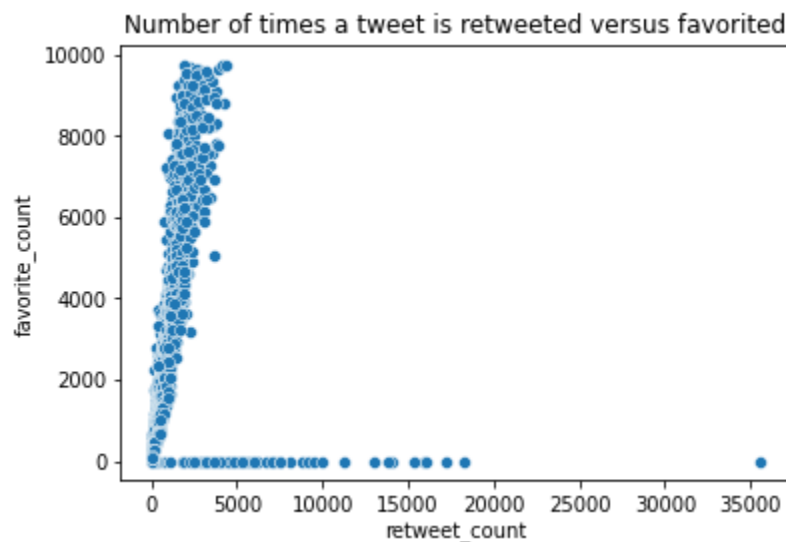 Number of times a tweet is retweeted versus favorited
10000
8000
6000
4000
2000
0
favorite_count
0 5000 10000 15000 20000 25000 30000 35000
retweet_count